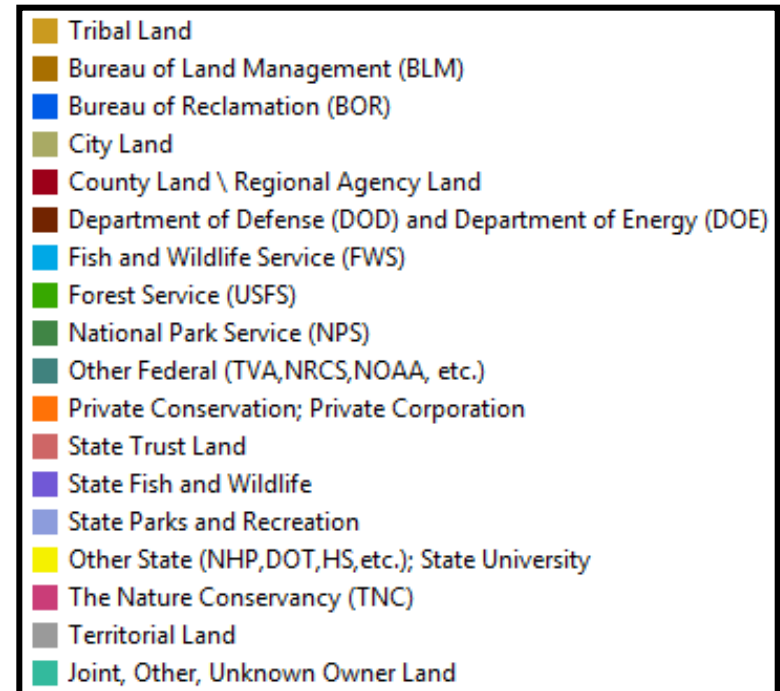 Tribal Land
Bureau of Land Management (BLM)
Bureau of Reclamation (BOR)
City Land
County Land \ Regional Agency Land
Department of Defense (DOD) and Department of Energy (DOE)
Fish and Wildlife Service (FWS)
Forest Service (USFS)
National Park Service (NPS)
Other Federal (TVA,NRCS,NOAA, etc.)
Private Conservation; Private Corporation
State Trust Land
State Fish and Wildlife
State Parks and Recreation
Other State (NHP,DOT,HS,etc.); State University
The Nature Conservancy (TNC)
Territorial Land
Joint, Other, Unknown Owner Land